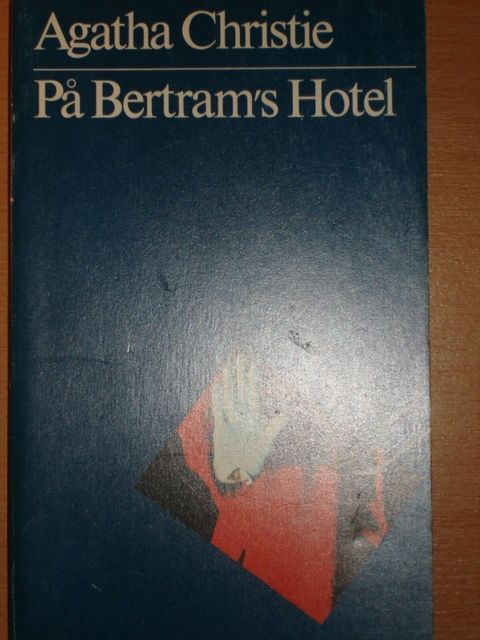 Agatha Christie
På Bertram's Hotel